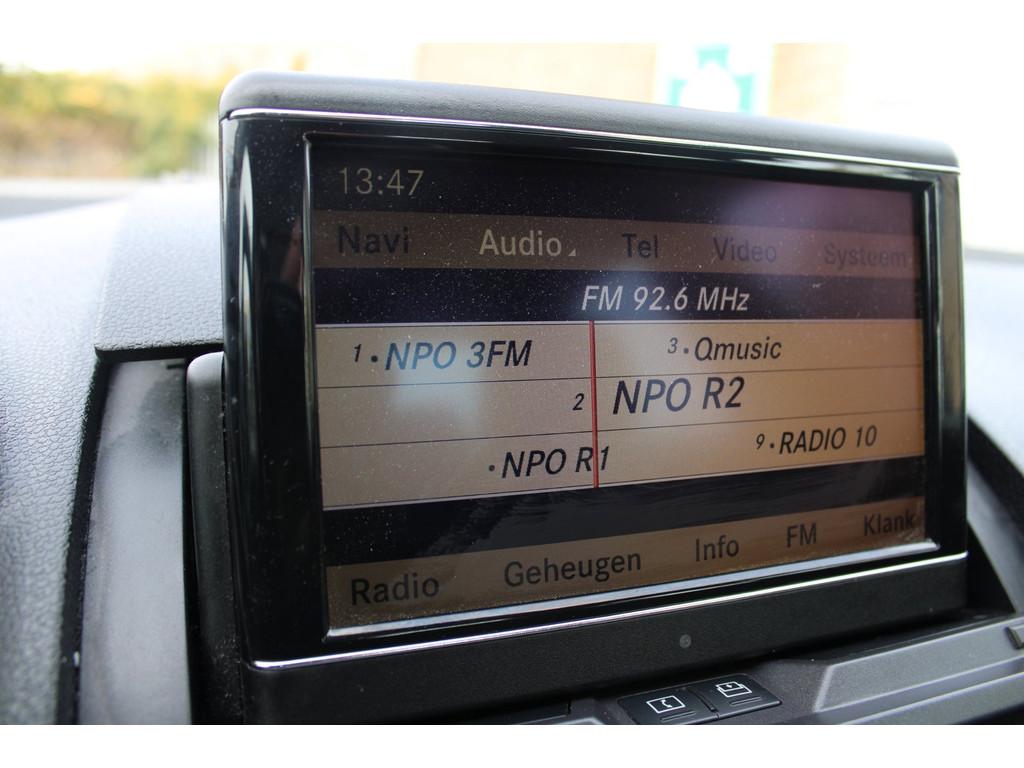 13:47
Navi Audio Tel Video Systeem
FM 92.6 MHz
1 • NPO 3FM 3 • Qmusic
2 NPO R2
• NPO R1 9 • RADIO 10
Radio Geheugen Info FM Klank